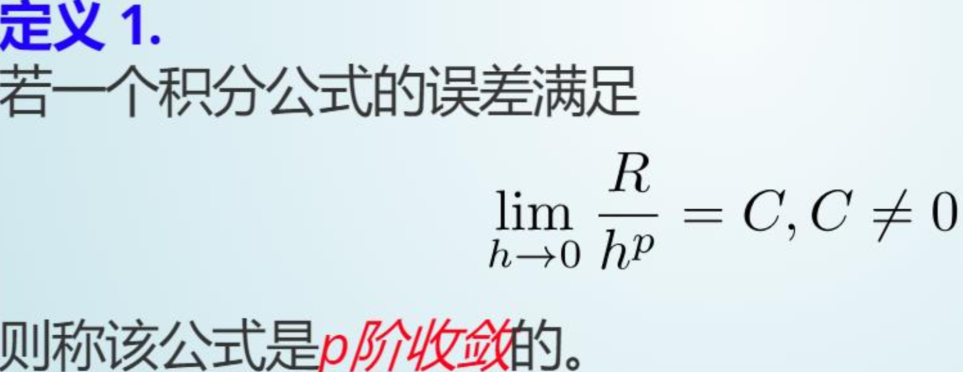 定义 1.
若一个积分公式的误差满足
lim_{h→0} R/h^p = C, C ≠ 0
则称该公式是p阶收敛的。